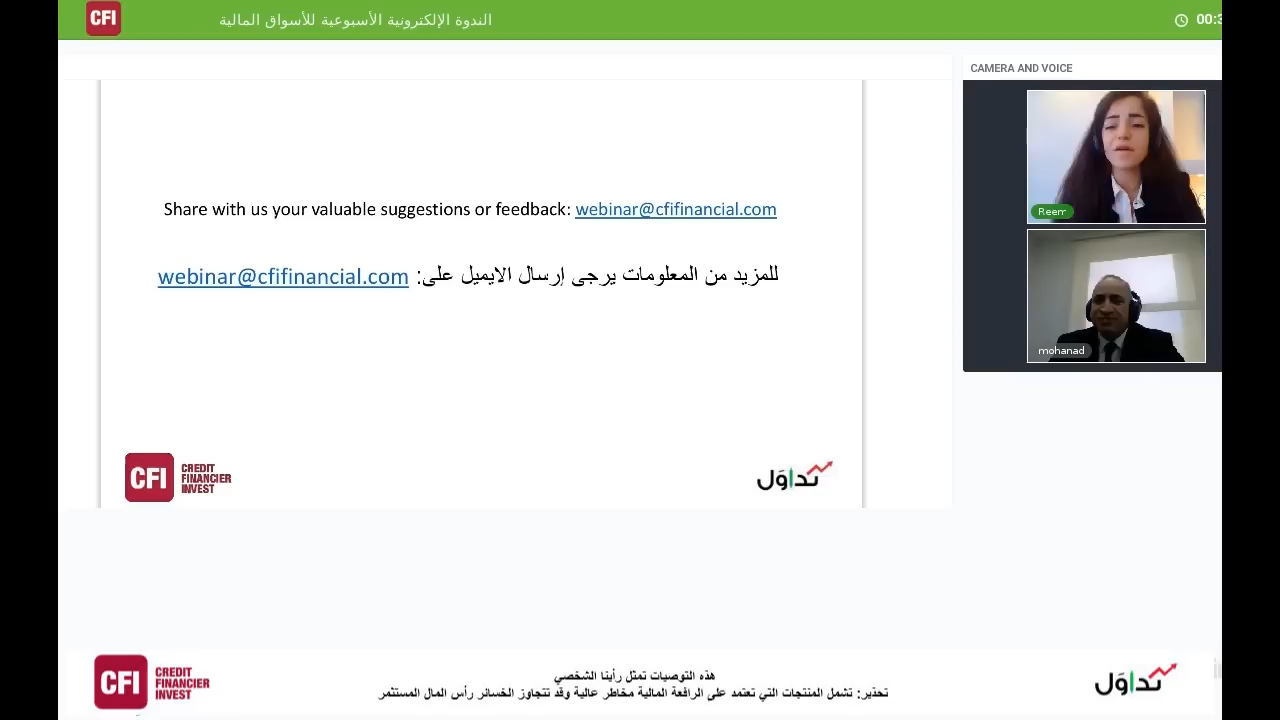 CFI
الندوة الإلكترونية الأسبوعية للأسواق المالية
CAMERA AND VOICE
Reem
mohanad
Share with us your valuable suggestions or feedback: webinar@cfifinancial.com
للمزيد من المعلومات يرجى إرسال الايميل على: webinar@cfifinancial.com
CFI
CREDIT
FINANCIER
INVEST
تداوَل
CFI
CREDIT
FINANCIER
INVEST
هذه التوصيات تمثل رأينا الشخصي
تحذير: تشمل المنتجات التي تعتمد على الرافعة المالية مخاطر عالية وقد تتجاوز الخسائر رأس المال المستثمر
تداوَل